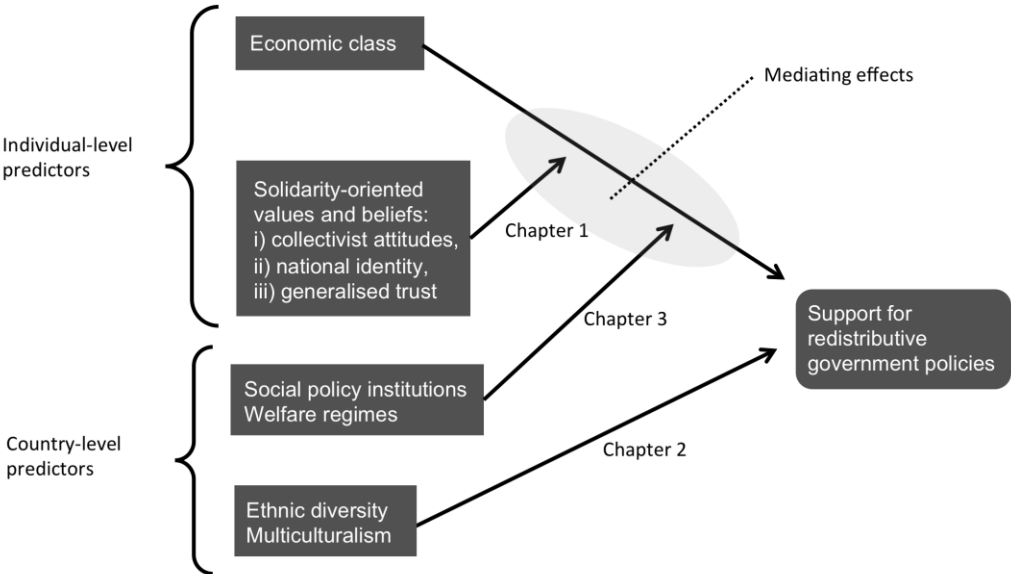 Economic class
Mediating effects
Individual-level
predictors
Solidarity-oriented
values and beliefs:
i) collectivist attitudes,
ii) national identity,
iii) generalised trust
Chapter 1
Chapter 3
Support for
redistributive
government policies
Social policy institutions
Welfare regimes
Country-level
predictors
Chapter 2
Ethnic diversity
Multiculturalism